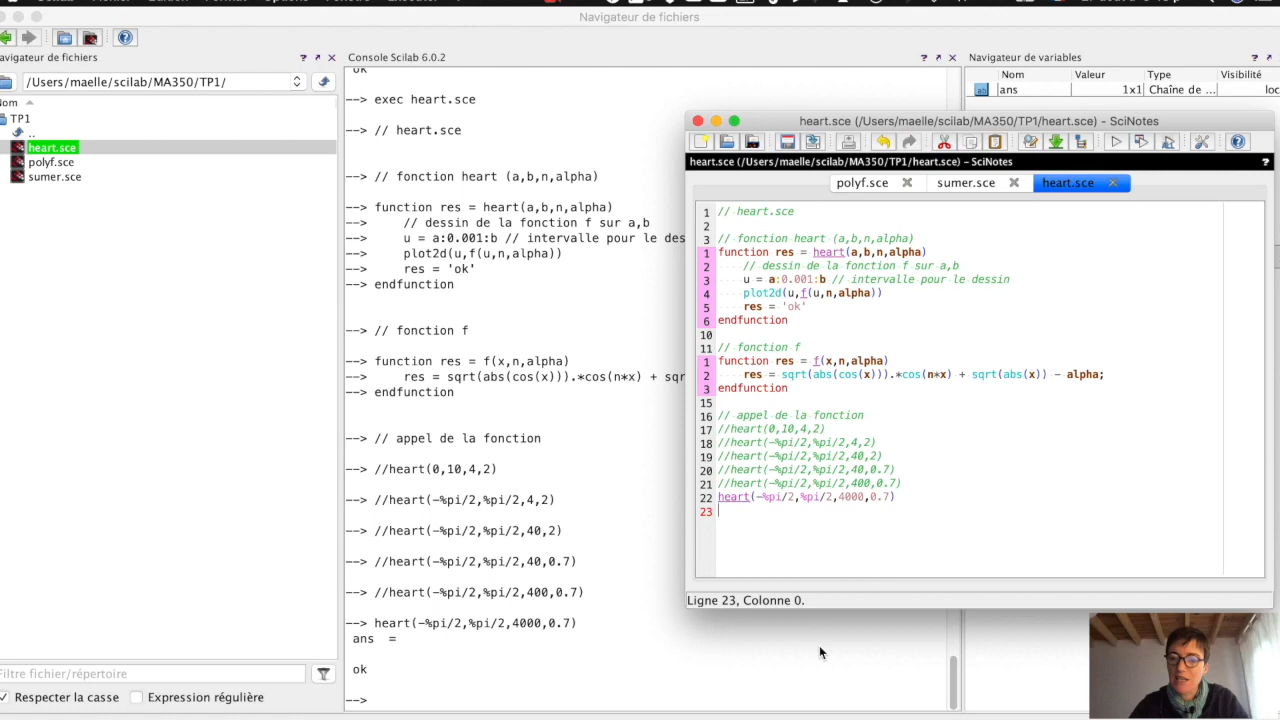 Navigateur de fichiers
avigateur de fichiers
/Users/maelle/scilab/MA350/TP1/
Nom
TP1
..
heart.sce
polyf.sce
sumer.sce
Filtre fichier/répertoire
Respecter la casse
Expression régulière
Console Scilab 6.0.2
ok
--> exec heart.sce
--> // heart.sce
--> // fonction heart (a,b,n,alpha)
--> function res = heart(a,b,n,alpha)
--> // dessin de la fonction f sur a,b
--> u = a:0.001:b // intervalle pour le des
--> plot2d(u,f(u,n,alpha))
--> res = 'ok'
--> endfunction
--> // fonction f
--> function res = f(x,n,alpha)
--> res = sqrt(abs(cos(x))).*cos(n*x) + sqr
--> endfunction
--> // appel de la fonction
--> //heart(0,10,4,2)
--> //heart(-%pi/2,%pi/2,4,2)
--> //heart(-%pi/2,%pi/2,40,2)
--> //heart(-%pi/2,%pi/2,40,0.7)
--> //heart(-%pi/2,%pi/2,400,0.7)
--> heart(-%pi/2,%pi/2,4000,0.7)
ans =
ok
-->
Navigateur de variables
Nom Valeur Type Visibilité
ans 1x1 Chaîne de ... loc
heart.sce (/Users/maelle/scilab/MA350/TP1/heart.sce) - SciNotes
heart.sce (/Users/maelle/scilab/MA350/TP1/heart.sce) - SciNotes
polyf.sce sumer.sce heart.sce
1 // heart.sce
2
3 // fonction heart (a,b,n,alpha)
1 function res = heart(a,b,n,alpha)
2 // dessin de la fonction f sur a,b
3 u = a:0.001:b // intervalle pour le dessin
4 plot2d(u,f(u,n,alpha))
5 res = 'ok'
6 endfunction
10
11 // fonction f
1 function res = f(x,n,alpha)
2 res = sqrt(abs(cos(x))).*cos(n*x) + sqrt(abs(x)) - alpha;
3 endfunction
15
16 // appel de la fonction
17 //heart(0,10,4,2)
18 //heart(-%pi/2,%pi/2,4,2)
19 //heart(-%pi/2,%pi/2,40,2)
20 //heart(-%pi/2,%pi/2,40,0.7)
21 //heart(-%pi/2,%pi/2,400,0.7)
22 heart(-%pi/2,%pi/2,4000,0.7)
23
Ligne 23, Colonne 0.